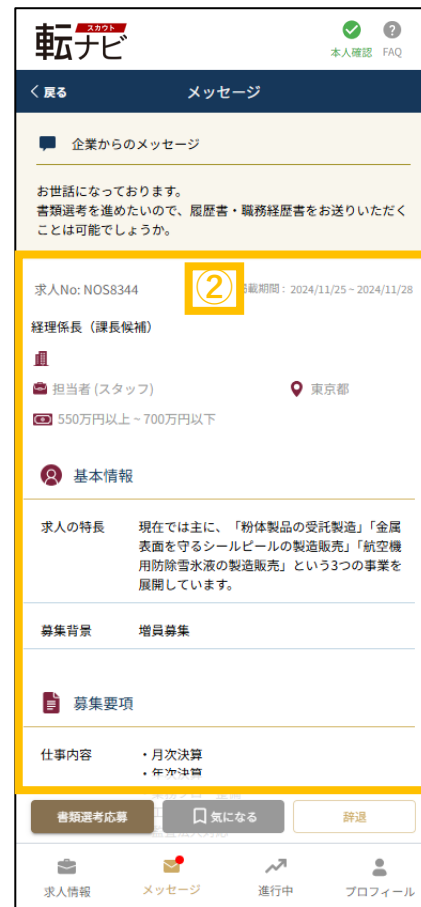 スカウト
転ナビ
本人確認 FAQ
戻る メッセージ
企業からのメッセージ
お世話になっております。
書類選考を進めたいので、履歴書・職務経歴書をお送りいただく
ことは可能でしょうか。
求人No: NOS8344 ② 載期間：2024/11/25 ~ 2024/11/28
経理係長（課長候補）
担当者 (スタッフ) 東京都
550万円以上 ~ 700万円以下
基本情報
求人の特長 現在では主に、「粉体製品の受託製造」「金属
表面を守るシールピールの製造販売」「航空機
用防除雪氷液の製造販売」という3つの事業を
展開しています。
募集背景 増員募集
募集要項
仕事内容 ・月次決算
・年次決算
書類選考応募 気になる 辞退
求人情報 メッセージ 進行中 プロフィール